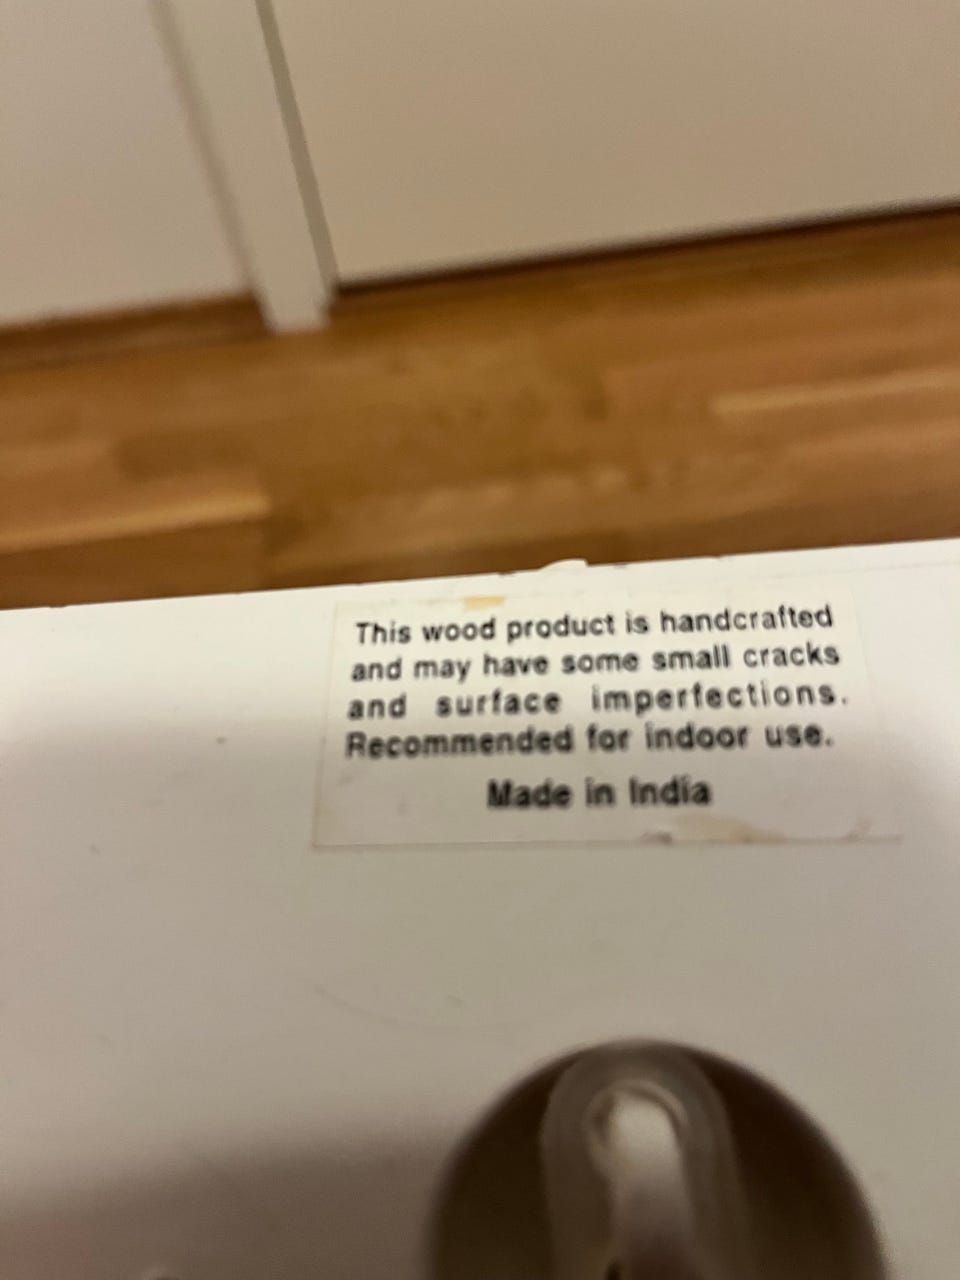 This wood product is handcrafted
and may have some small cracks
and surface imperfections.
Recommended for indoor use.
Made in India